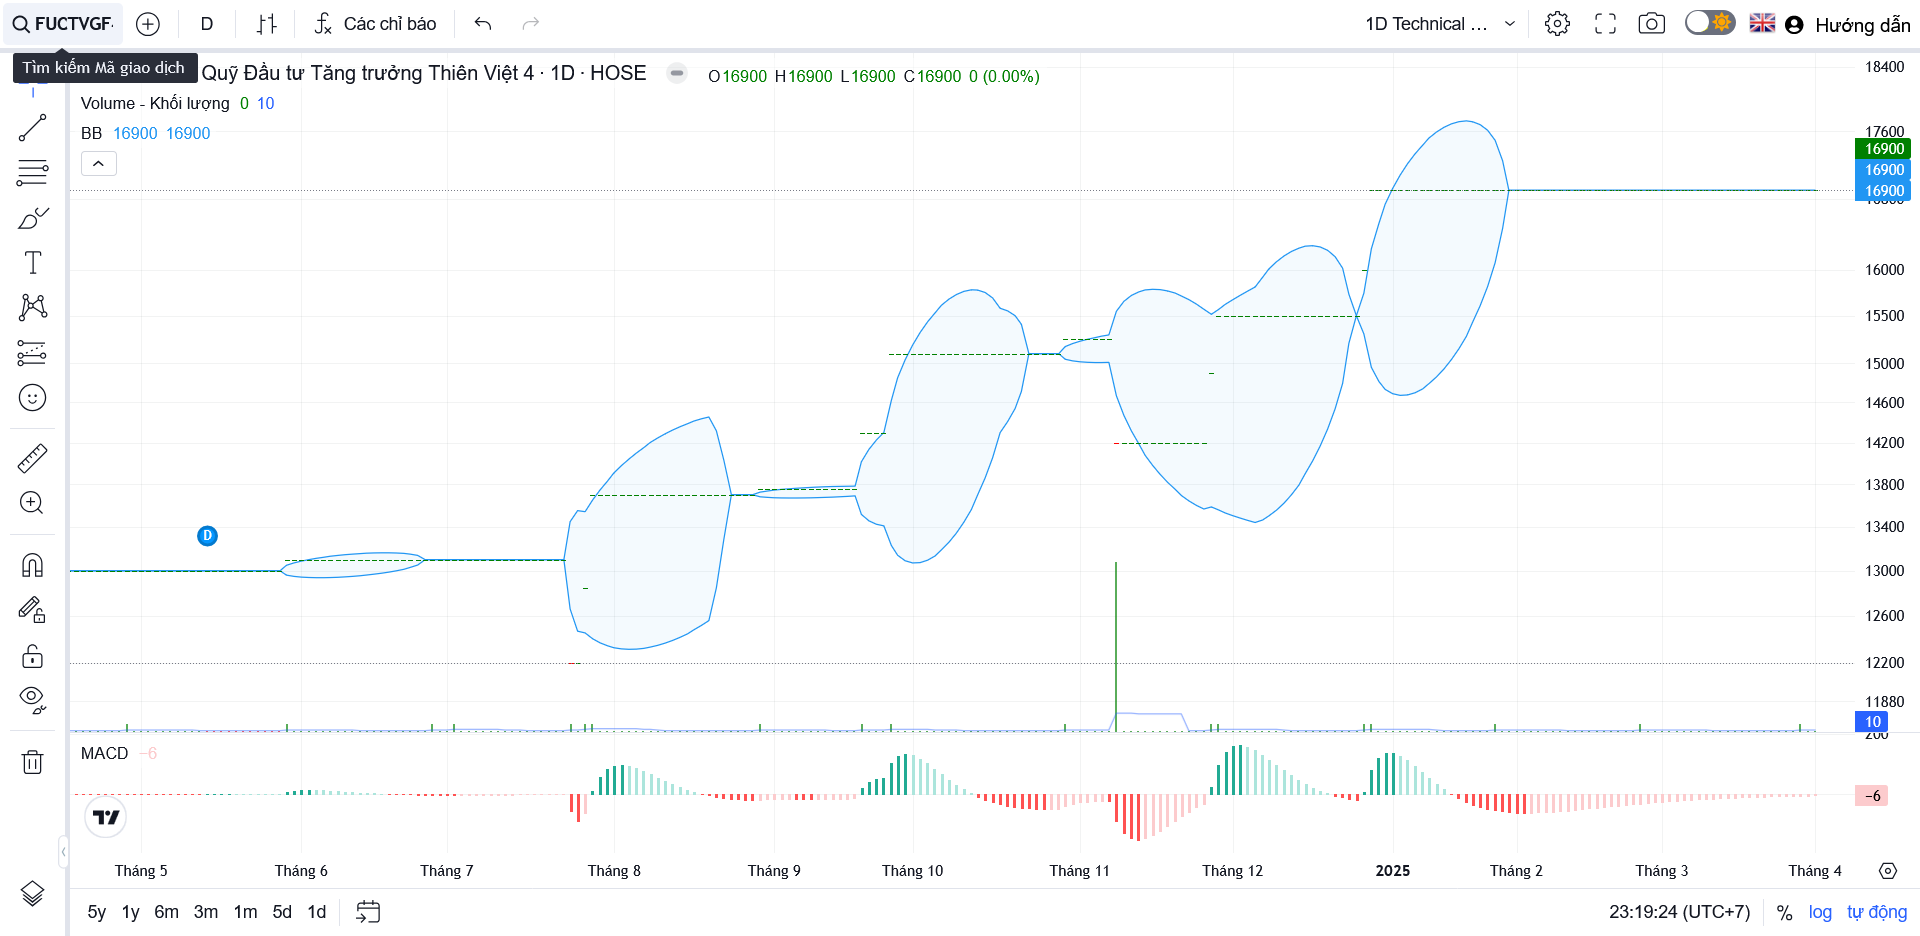 FUCTVGF
D
Các chỉ báo
1D Technical ...
Hướng dẫn
Tìm kiếm Mã giao dịch
Quỹ Đầu tư Tăng trưởng Thiên Việt 4 · 1D · HOSE
O16900 H16900 L16900 C16900 0 (0.00%)
Volume - Khối lượng 0 10
BB 16900 16900
18400
17600
16900
16900
16900
16000
15500
15000
14600
14200
13800
13400
13000
12600
12200
11880
10
200
D
MACD −6
−6
Tháng 5 Tháng 6 Tháng 7 Tháng 8 Tháng 9 Tháng 10 Tháng 11 Tháng 12 2025 Tháng 2 Tháng 3 Tháng 4
5y 1y 6m 3m 1m 5d 1d
23:19:24 (UTC+7) % log tự động